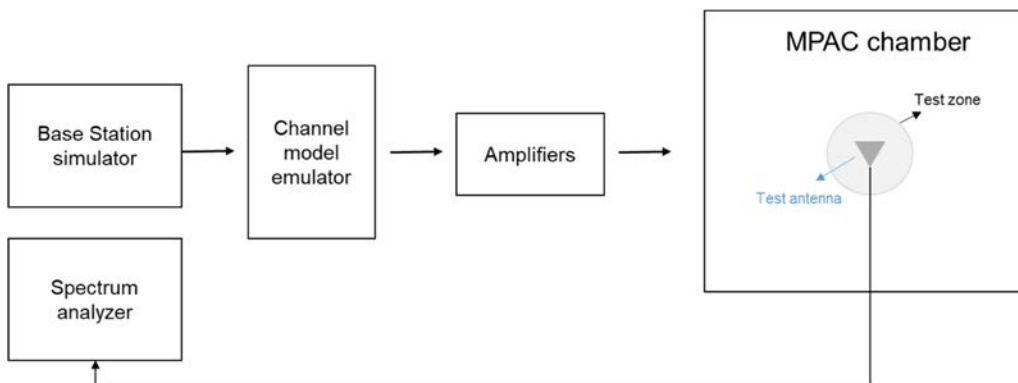 MPAC chamber
Test zone
Base Station
simulator
Channel
model
emulator
Amplifiers
Test antenna
Spectrum
analyzer